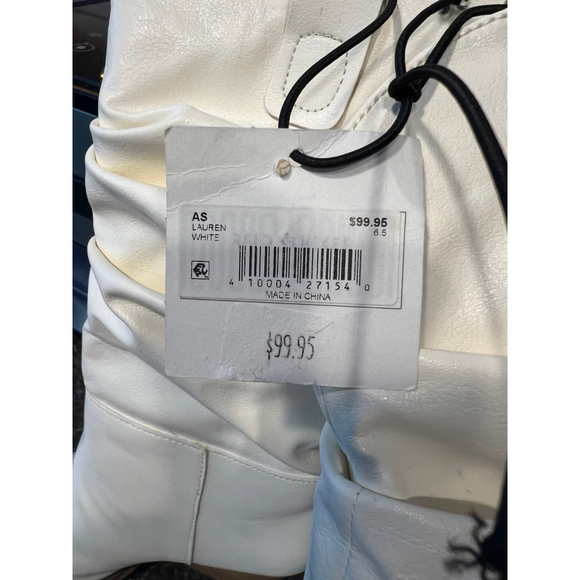 AS $99.95
LAUREN 6.5
WHITE
4 10004 27154 0
MADE IN CHINA
$99.95